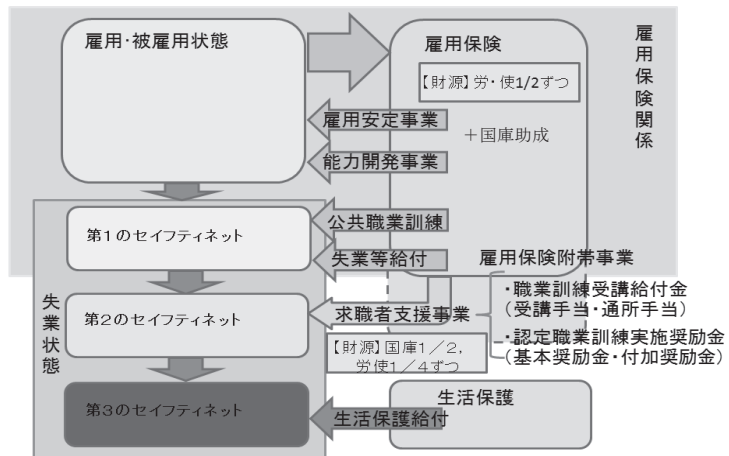 雇用・被雇用状態
雇用保険
【財源】労・使1/2ずつ
＋国庫助成
雇用保険関係
雇用安定事業
能力開発事業
公共職業訓練
失業等給付
第1のセイフティネット
失業状態
第2のセイフティネット
求職者支援事業
【財源】国庫１／２，
労使１／４ずつ
雇用保険附帯事業
・職業訓練受講給付金
（受講手当・通所手当）
・認定職業訓練実施奨励金
（基本奨励金・付加奨励金）
第3のセイフティネット
生活保護給付
生活保護